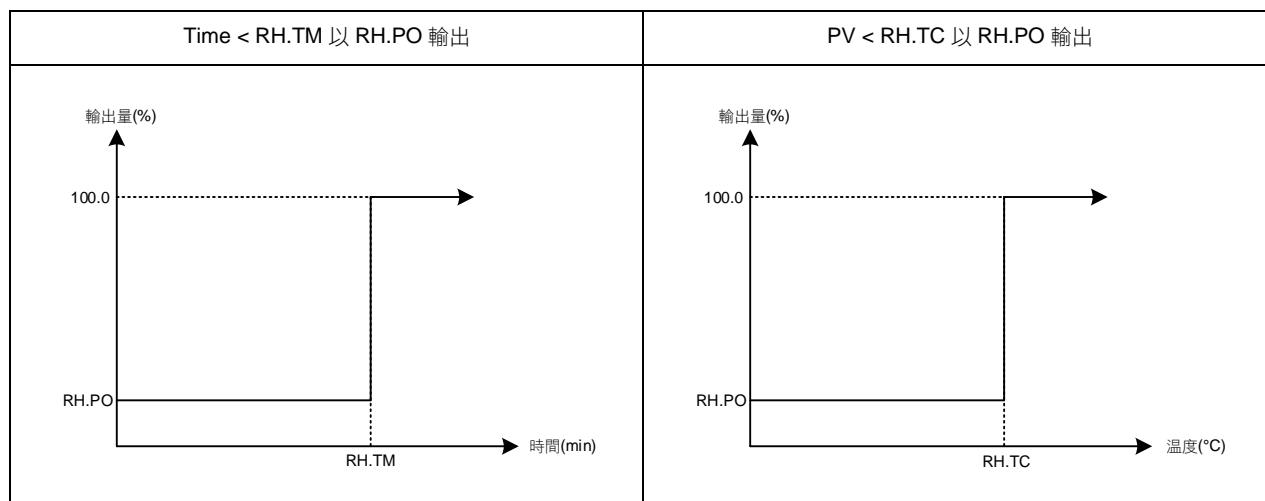 Time < RH.TM 以 RH.PO 輸出
PV < RH.TC 以 RH.PO 輸出
輸出量(%)
100.0
RH.PO
RH.TM
時間(min)
輸出量(%)
100.0
RH.PO
RH.TC
温度(°C)